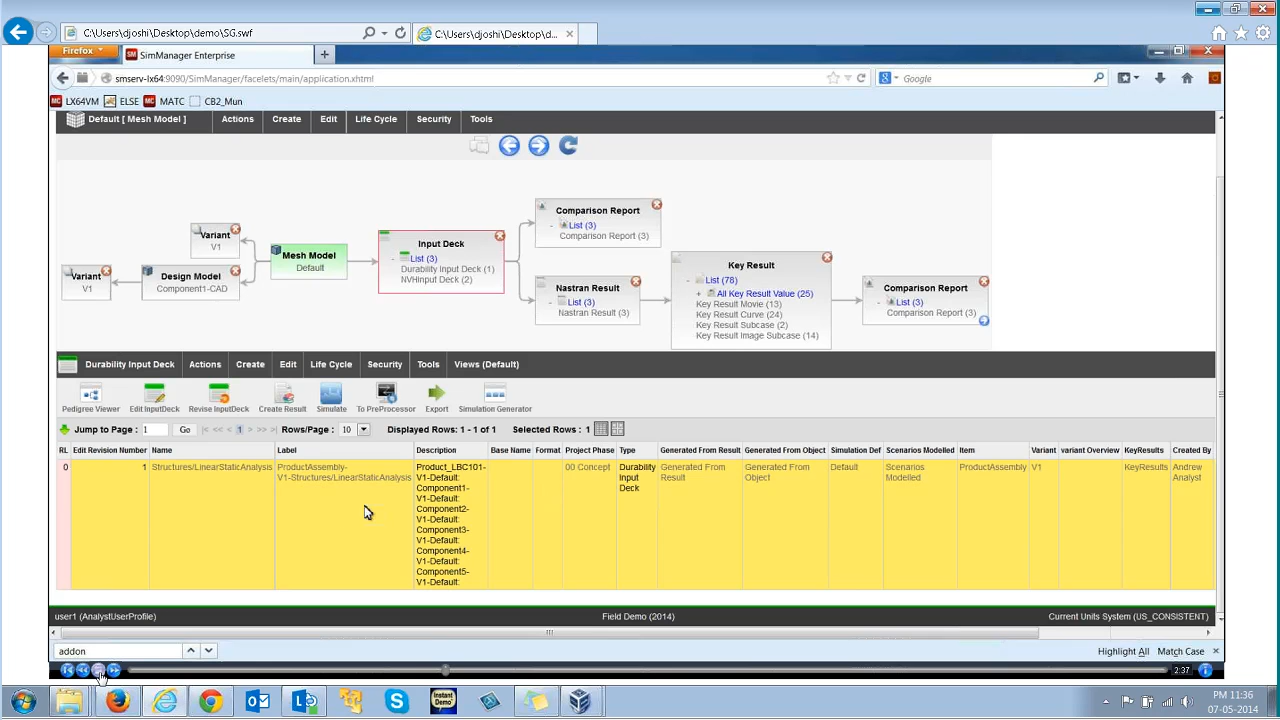 C:\Users\djoshi\Desktop\demo\SG.swf
C:\Users\djoshi\Desktop\d...
Firefox
SimManager Enterprise
smserv-lx64:9090/SimManager/facelets/main/application.xhtml
Google
LX64VM ELSE MATC CB2_Mun
Default [ Mesh Model ] Actions Create Edit Life Cycle Security Tools
Variant
V1
Variant
V1
Design Model
Component1-CAD
Mesh Model
Default
Input Deck
List (3)
Durability Input Deck (1)
NVHInput Deck (2)
Comparison Report
List (3)
Comparison Report (3)
Nastran Result
List (3)
Nastran Result (3)
Key Result
List (78)
All Key Result Value (25)
Key Result Movie (13)
Key Result Curve (24)
Key Result Subcase (2)
Key Result Image Subcase (14)
Comparison Report
List (3)
Comparison Report (3)
Durability Input Deck Actions Create Edit Life Cycle Security Tools Views (Default)
Pedigree Viewer Edit InputDeck Revise InputDeck Create Result Simulate To PreProcessor Export Simulation Generator
Jump to Page : 1 Go |< << < 1 > >> >| Rows/Page : 10 Displayed Rows: 1 - 1 of 1 Selected Rows : 1
RL Edit Revision Number Name Label Description Base Name Format Project Phase Type Generated From Result Generated From Object Simulation Def Scenarios Modelled Item Variant variant Overview KeyResults Created By
0 1 Structures/LinearStaticAnalysis ProductAssembly- Product_LBC101- 00 Concept Durability Generated From Generated From Default Scenarios ProductAssembly V1 KeyResults Andrew
V1-Structures/LinearStaticAnalysis V1-Default: Input Result Object Modelled Analyst
Component1- Deck
V1-Default:
Component2-
V1-Default:
Component3-
V1-Default:
Component4-
V1-Default:
Component5-
V1-Default:
user1 (AnalystUserProfile) Field Demo (2014) Current Units System (US_CONSISTENT)
addon Highlight All Match Case
2:37
Instant Demo
PM 11:36
07-05-2014